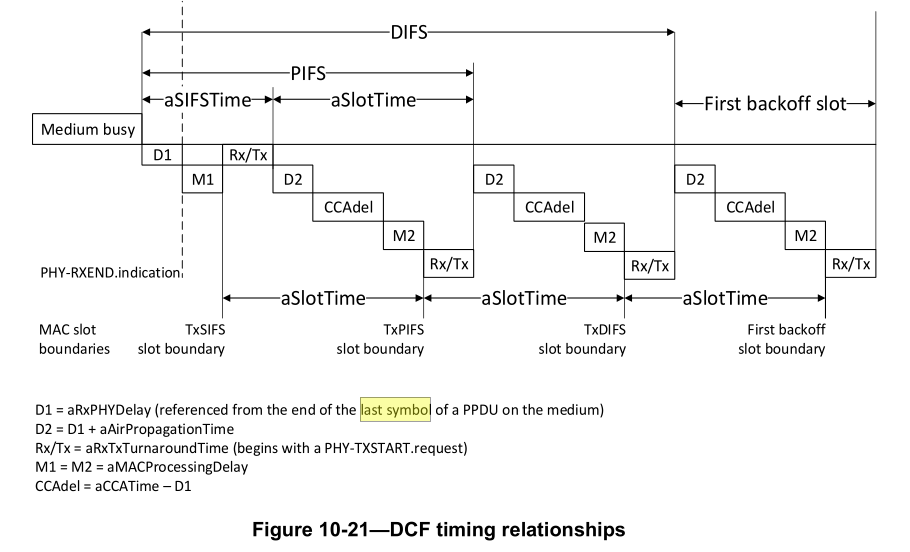 DIFS
PIFS
aSIFSTime
aSlotTime
First backoff slot
Medium busy
D1
Rx/Tx
M1
D2
D2
D2
CCAdel
CCAdel
CCAdel
M2
M2
M2
Rx/Tx
Rx/Tx
Rx/Tx
PHY-RXEND.indication
aSlotTime
aSlotTime
aSlotTime
MAC slot
boundaries
TxSIFS
slot boundary
TxPIFS
slot boundary
TxDIFS
slot boundary
First backoff
slot boundary
D1 = aRxPHYDelay (referenced from the end of the last symbol of a PPDU on the medium)
D2 = D1 + aAirPropagationTime
Rx/Tx = aRxTxTurnaroundTime (begins with a PHY-TXSTART.request)
M1 = M2 = aMACProcessingDelay
CCAdel = aCCATime – D1
Figure 10-21—DCF timing relationships